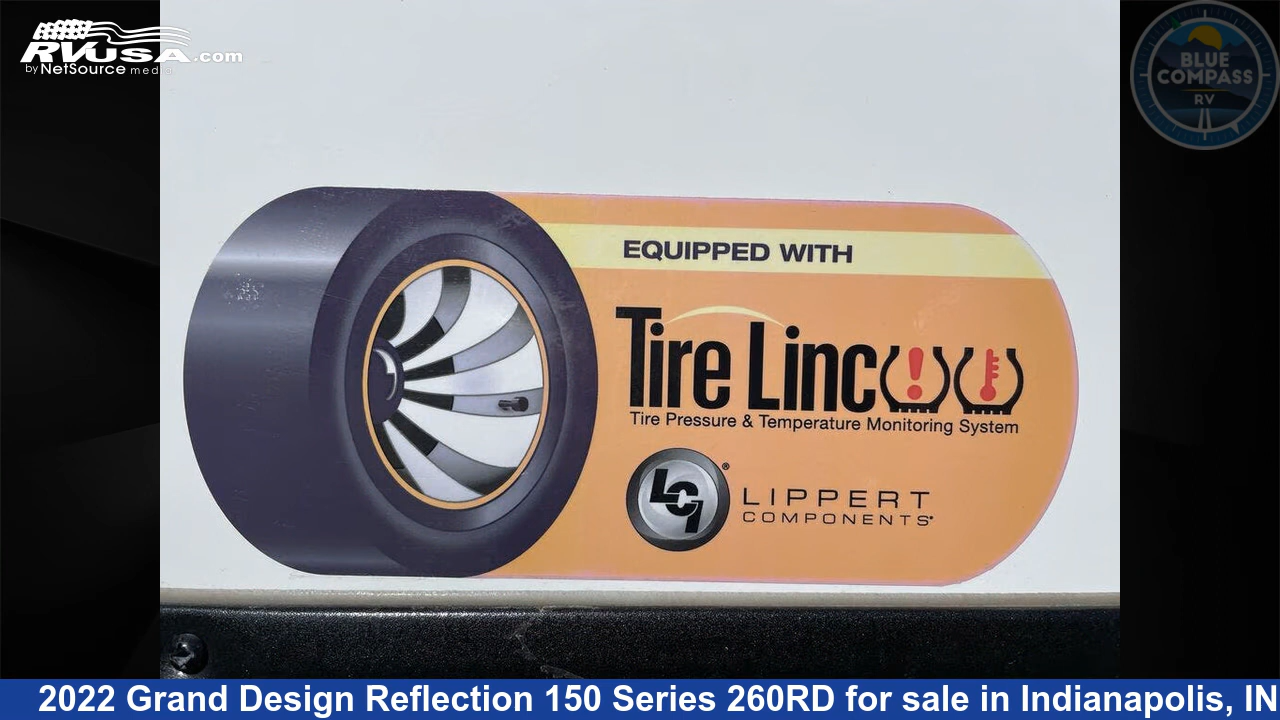 RVUSA.com
by NetSource media
BLUE
COMPASS
RV
EQUIPPED WITH
Tire Linc
Tire Pressure & Temperature Monitoring System
LCI ®
LIPPERT
COMPONENTS
2022 Grand Design Reflection 150 Series 260RD for sale in Indianapolis, IN